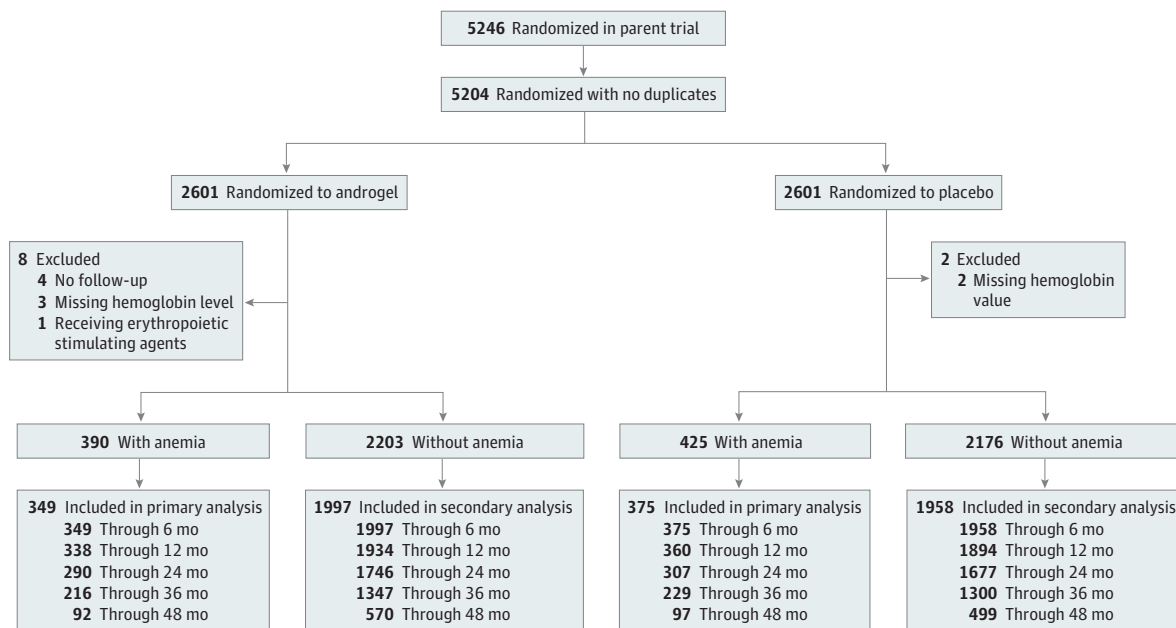 5246 Randomized in parent trial
5204 Randomized with no duplicates
2601 Randomized to androgel
2601 Randomized to placebo
8 Excluded
4 No follow-up
3 Missing hemoglobin level
1 Receiving erythropoietic
stimulating agents
2 Excluded
2 Missing hemoglobin
value
390 With anemia
2203 Without anemia
425 With anemia
2176 Without anemia
349 Included in primary analysis
349 Through 6 mo
338 Through 12 mo
290 Through 24 mo
216 Through 36 mo
92 Through 48 mo
1997 Included in secondary analysis
1997 Through 6 mo
1934 Through 12 mo
1746 Through 24 mo
1347 Through 36 mo
570 Through 48 mo
375 Included in primary analysis
375 Through 6 mo
360 Through 12 mo
307 Through 24 mo
229 Through 36 mo
97 Through 48 mo
1958 Included in secondary analysis
1958 Through 6 mo
1894 Through 12 mo
1677 Through 24 mo
1300 Through 36 mo
499 Through 48 mo